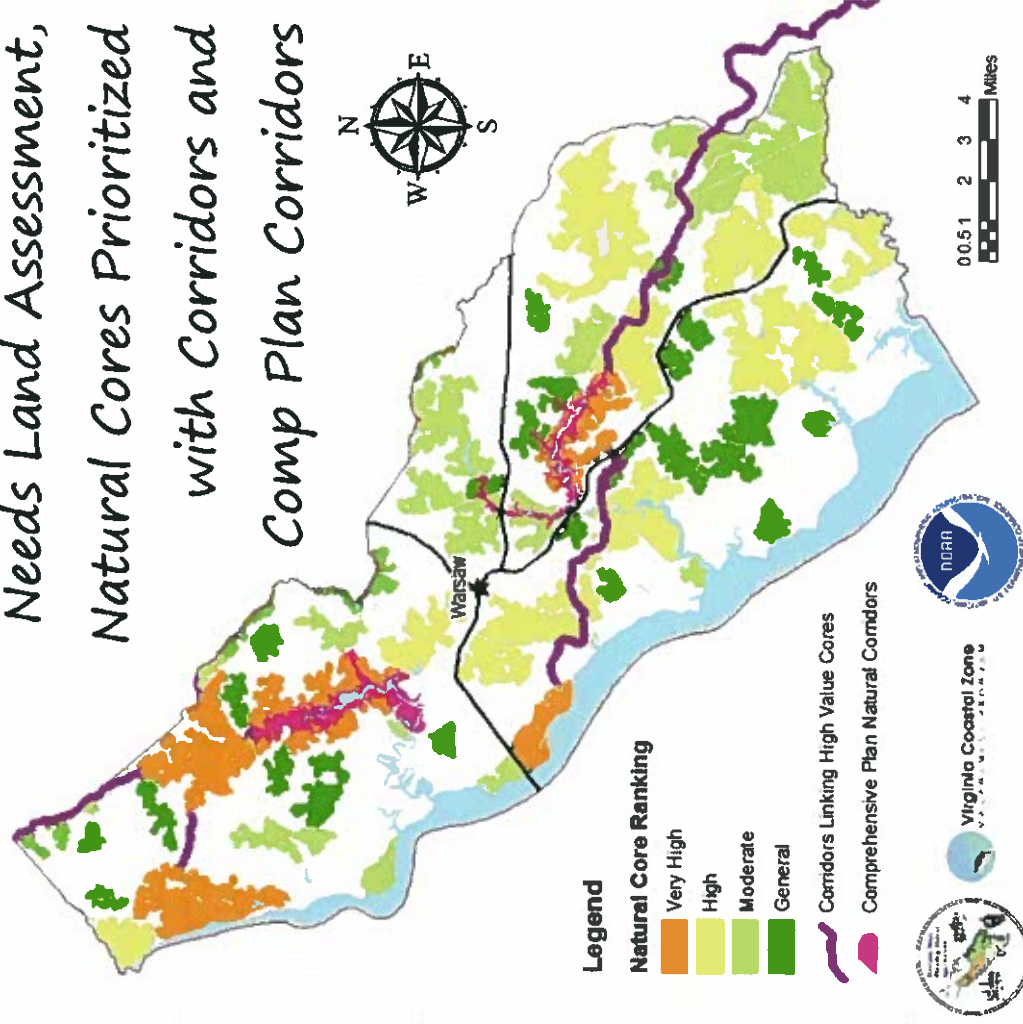 Needs Land Assessment,
Natural Cores Prioritized
with Corridors and
Comp Plan Corridors
N
W
E
S
Warsaw
Legend
Natural Core Ranking
Very High
High
Moderate
General
Corridors Linking High Value Cores
Comprehensive Plan Natural Corridors
0 0.5 1 2 3 4
Miles
Virginia Coastal Zone
NOAA